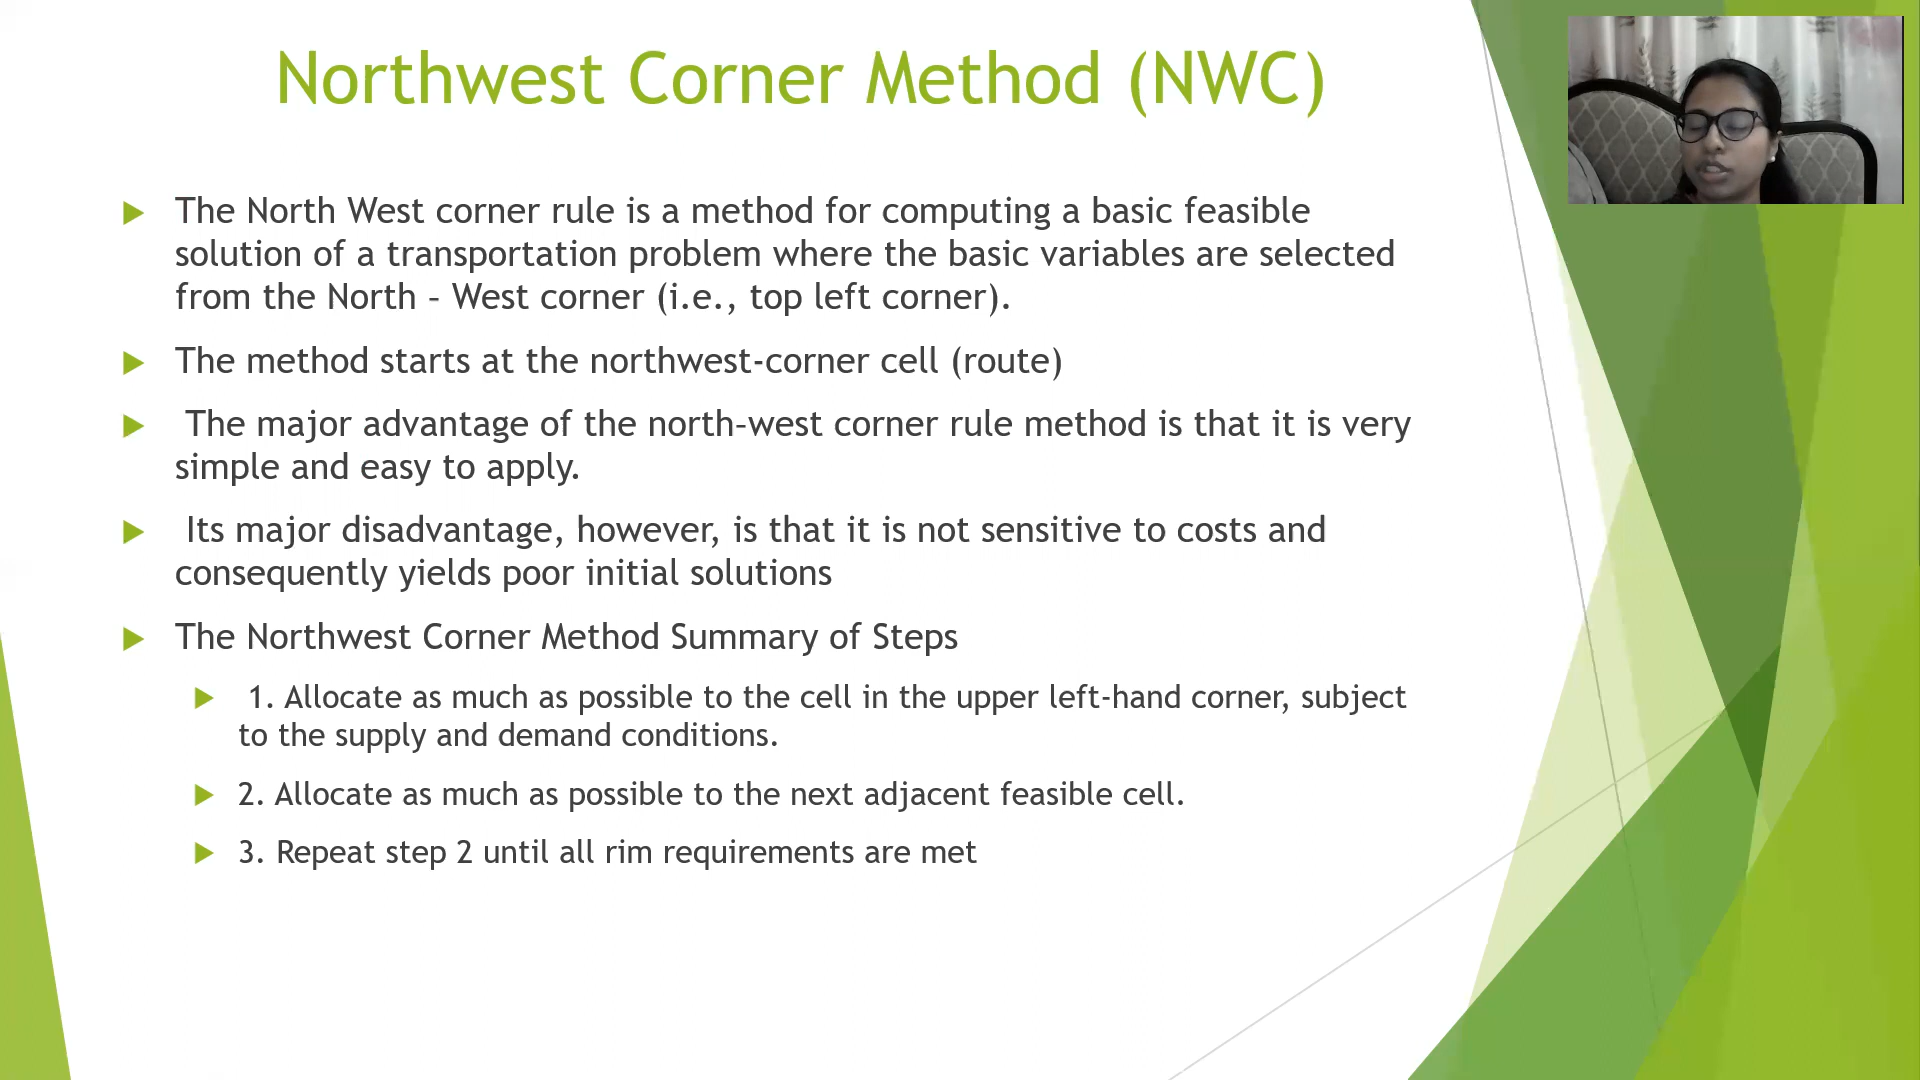 Northwest Corner Method (NWC)
The North West corner rule is a method for computing a basic feasible
solution of a transportation problem where the basic variables are selected
from the North – West corner (i.e., top left corner).
The method starts at the northwest-corner cell (route)
The major advantage of the north–west corner rule method is that it is very
simple and easy to apply.
Its major disadvantage, however, is that it is not sensitive to costs and
consequently yields poor initial solutions
The Northwest Corner Method Summary of Steps
1. Allocate as much as possible to the cell in the upper left-hand corner, subject
to the supply and demand conditions.
2. Allocate as much as possible to the next adjacent feasible cell.
3. Repeat step 2 until all rim requirements are met